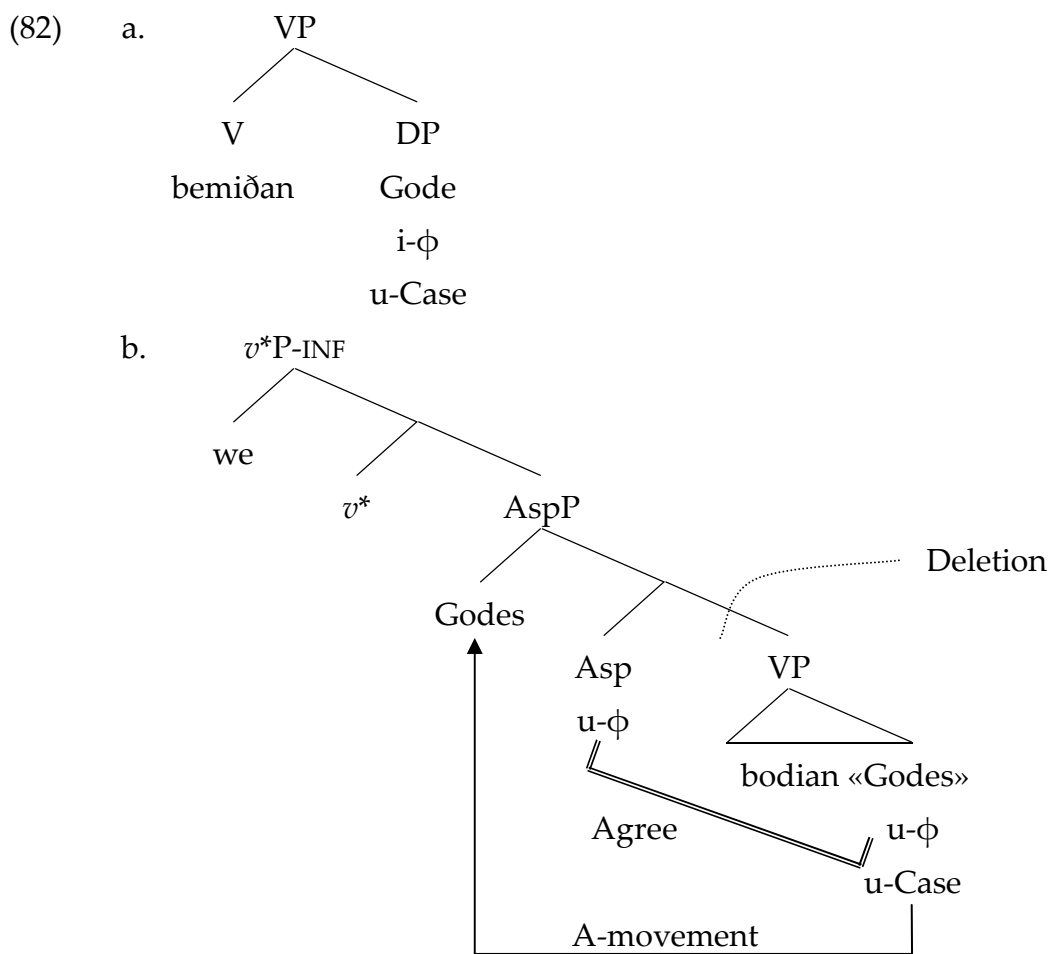 (82) a. VP
V DP
bemiðan Gode
i-ϕ
u-Case
b. v*P-INF
we
v* AspP
Deletion
Godes
Asp VP
u-ϕ
bodian «Godes»
Agree u-ϕ
u-Case
A-movement